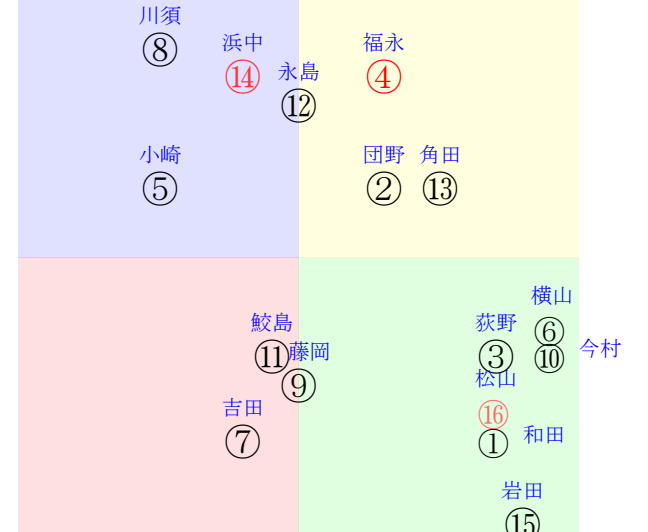 川須
⑧
浜中
⑭
永島
⑫
福永
④
小崎
⑤
団野
②
角田
⑬
横山
⑥
鮫島
⑪
藤岡
⑨
荻野
③
⑩
今村
吉田
⑦
松山
⑯
①
和田
岩田
⑮